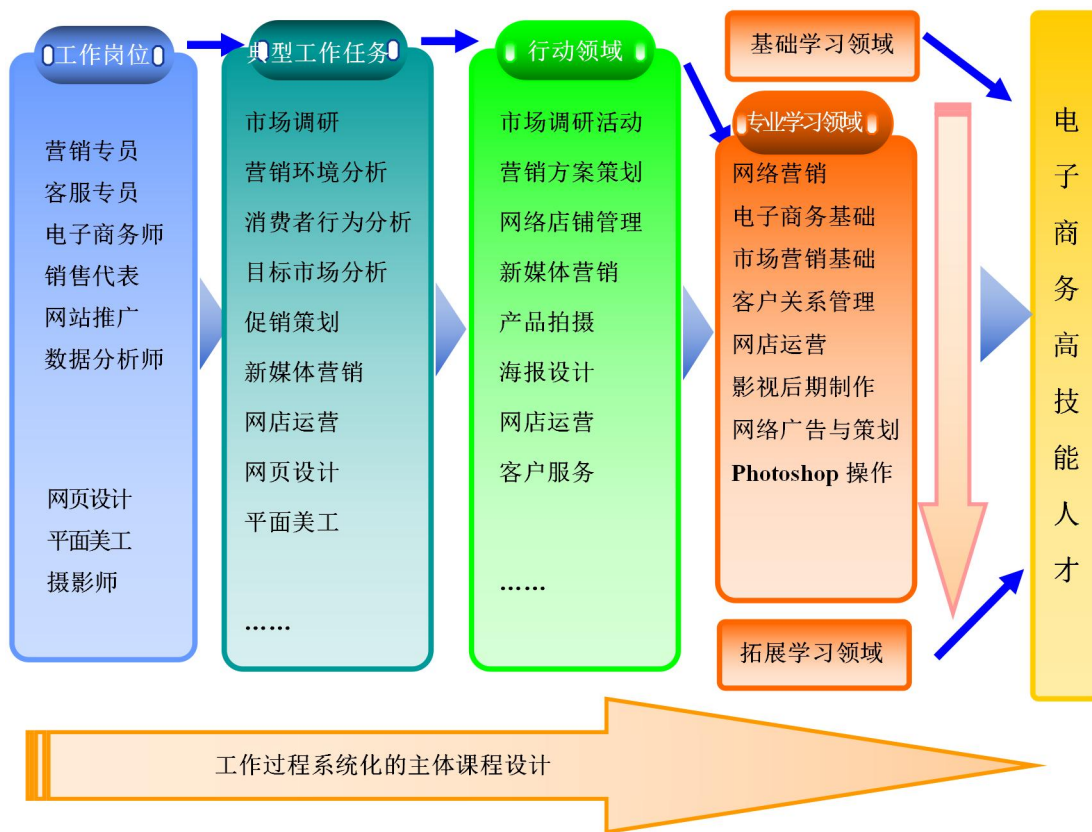 工作岗位
营销专员
客服专员
电子商务师
销售代表
网站推广
数据分析师
网页设计
平面美工
摄影师
典型工作任务
市场调研
营销环境分析
消费者行为分析
目标市场分析
促销策划
新媒体营销
网店运营
网页设计
平面美工
……
行动领域
市场调研活动
营销方案策划
网络店铺管理
新媒体营销
产品拍摄
海报设计
网店运营
客户服务
……
基础学习领域
专业学习领域
网络营销
电子商务基础
市场营销基础
客户关系管理
网店运营
影视后期制作
网络广告与策划
Photoshop 操作
拓展学习领域
电子商务高技能人才
工作过程系统化的主体课程设计